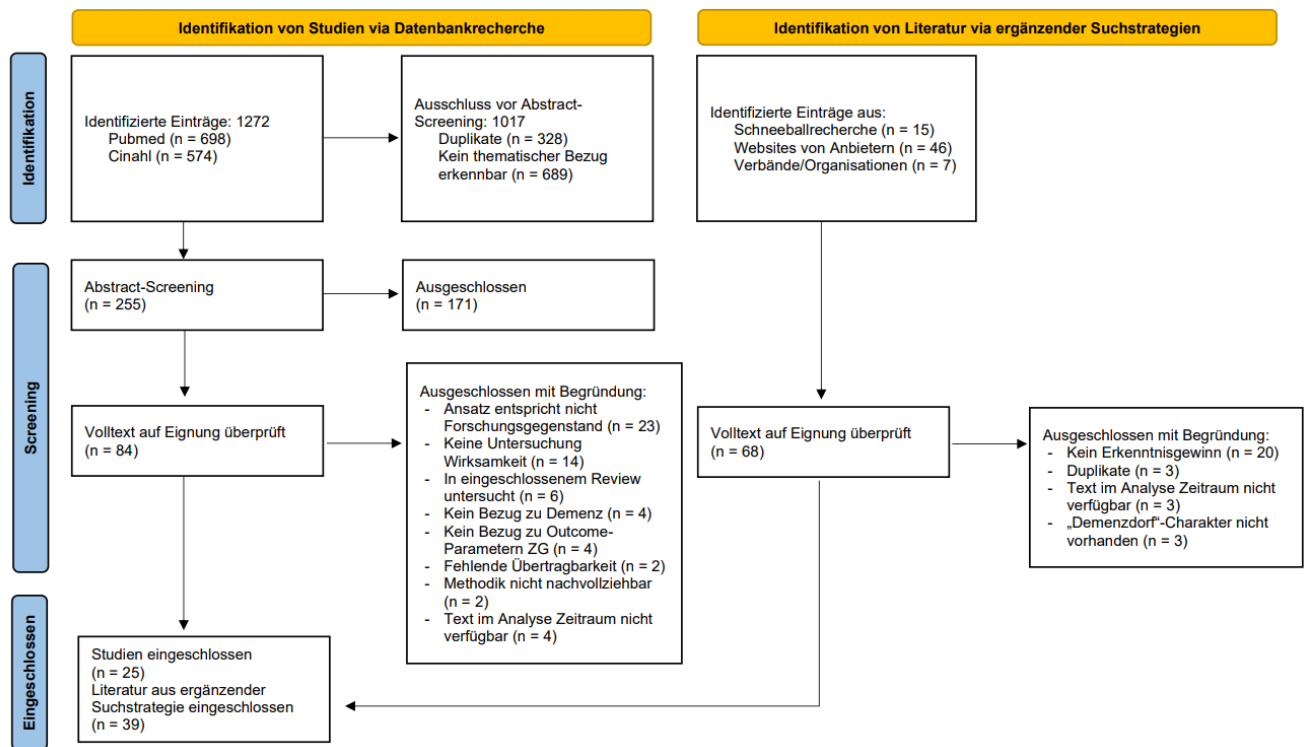 Identifikation von Studien via Datenbankrecherche
Identifikation von Literatur via ergänzender Suchstrategien
Identifikation
Identifizierte Einträge: 1272
Pubmed (n = 698)
Cinahl (n = 574)
Ausschluss vor Abstract-
Screening: 1017
Duplikate (n = 328)
Kein thematischer Bezug
erkennbar (n = 689)
Identifizierte Einträge aus:
Schneeballrecherche (n = 15)
Websites von Anbietern (n = 46)
Verbände/Organisationen (n = 7)
Screening
Abstract-Screening
(n = 255)
Ausgeschlossen
(n = 171)
Volltext auf Eignung überprüft
(n = 84)
Ausgeschlossen mit Begründung:
- Ansatz entspricht nicht
Forschungsgegenstand (n = 23)
- Keine Untersuchung
Wirksamkeit (n = 14)
- In eingeschlossenem Review
untersucht (n = 6)
- Kein Bezug zu Demenz (n = 4)
- Kein Bezug zu Outcome-
Parametern ZG (n = 4)
- Fehlende Übertragbarkeit (n = 2)
- Methodik nicht nachvollziehbar
(n = 2)
- Text im Analyse Zeitraum nicht
verfügbar (n = 4)
Volltext auf Eignung überprüft
(n = 68)
Ausgeschlossen mit Begründung:
- Kein Erkenntnisgewinn (n = 20)
- Duplikate (n = 3)
- Text im Analyse Zeitraum nicht
verfügbar (n = 3)
- „Demenzdorf“-Charakter nicht
vorhanden (n = 3)
Eingeschlossen
Studien eingeschlossen
(n = 25)
Literatur aus ergänzender
Suchstrategie eingeschlossen
(n = 39)